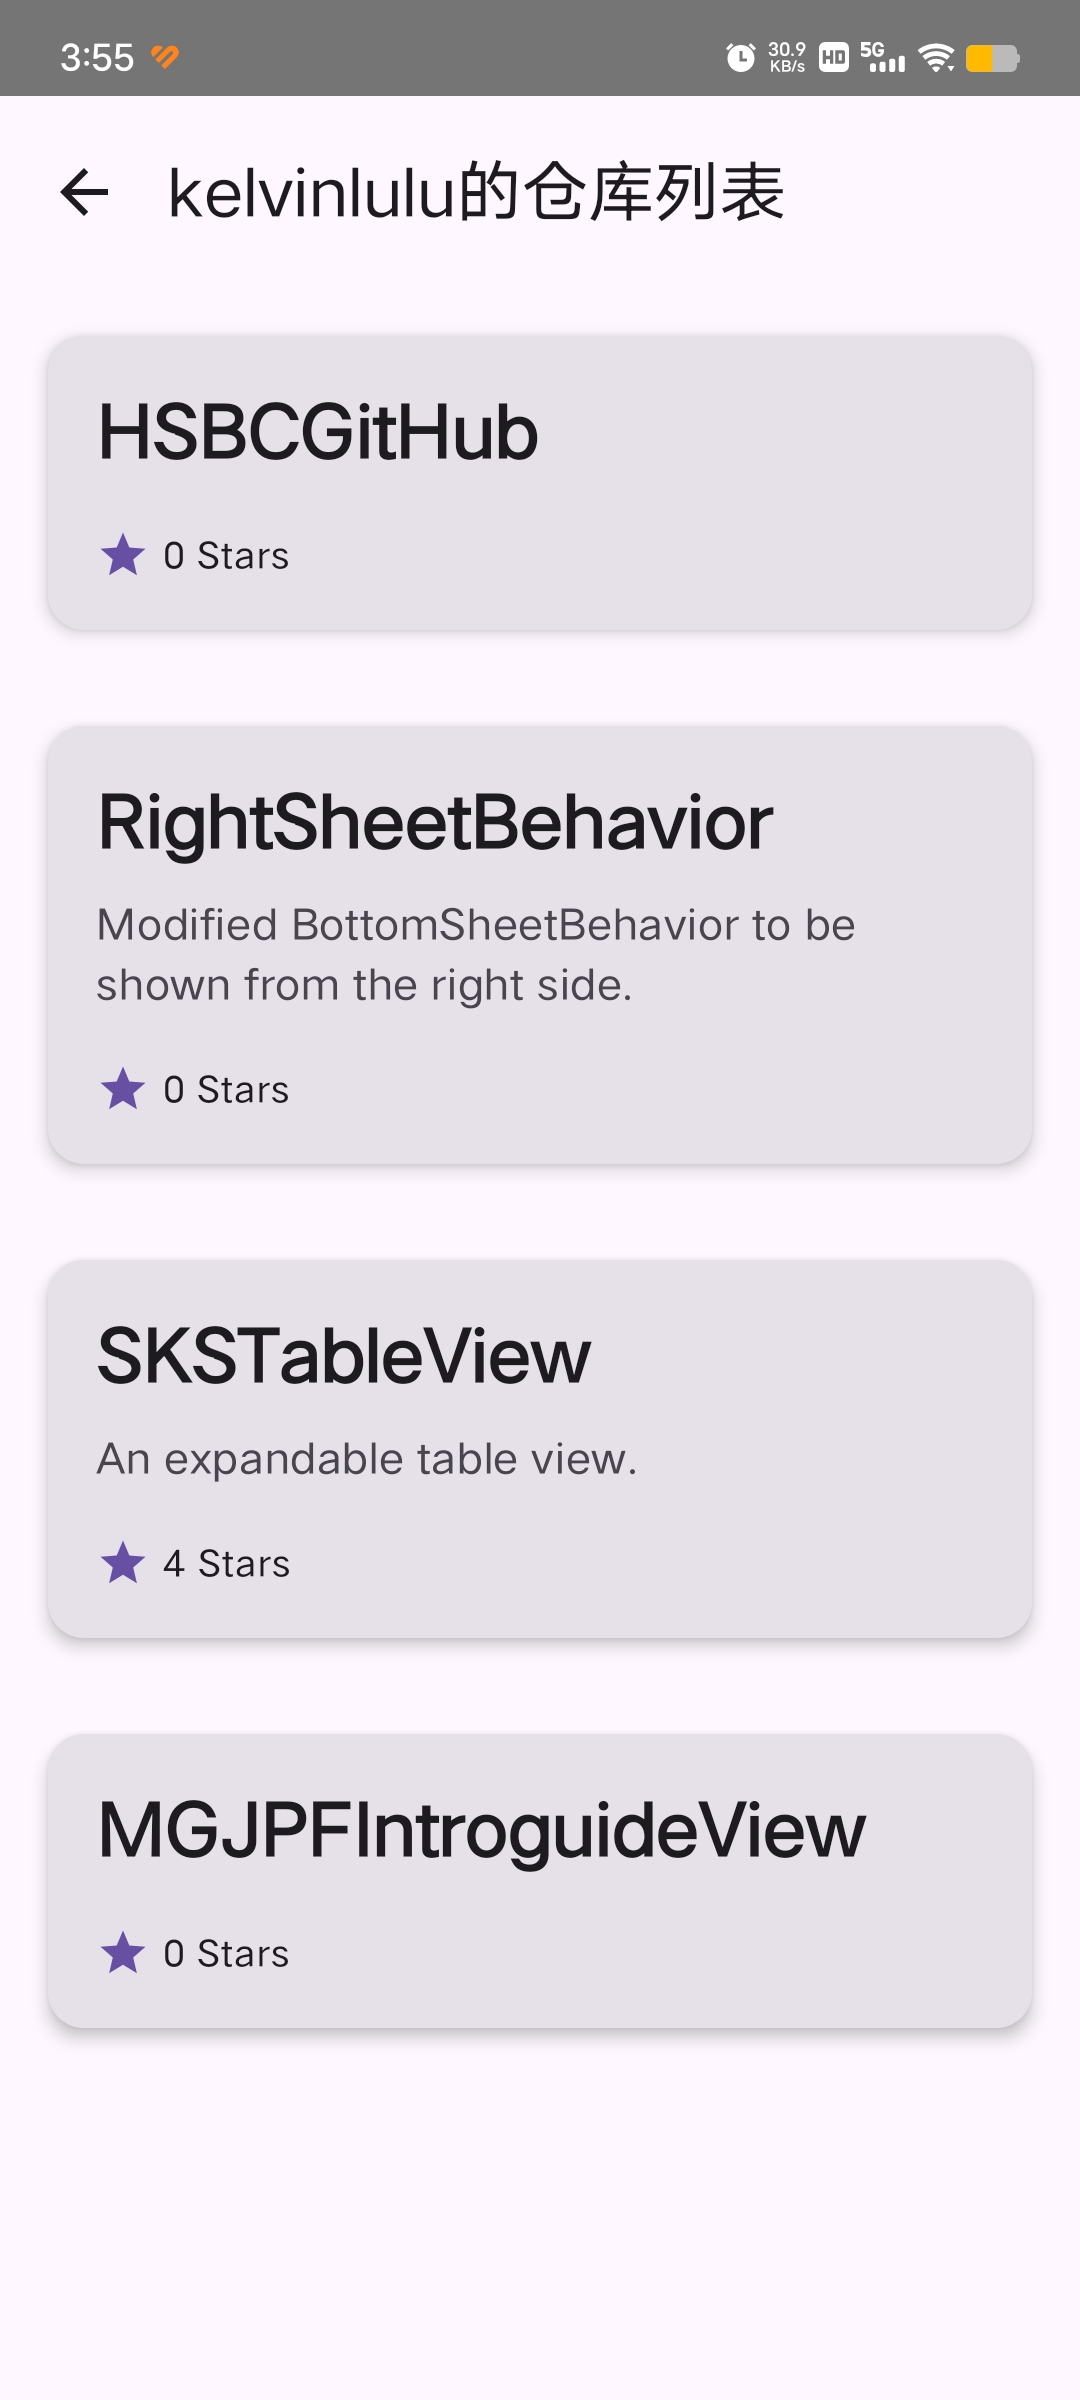 3:55
30.9
KB/s
HD
5G
kelvinlulu的仓库列表
HSBCGitHub
0 Stars
RightSheetBehavior
Modified BottomSheetBehavior to be
shown from the right side.
0 Stars
SKSTableView
An expandable table view.
4 Stars
MGJPFIntroguideView
0 Stars